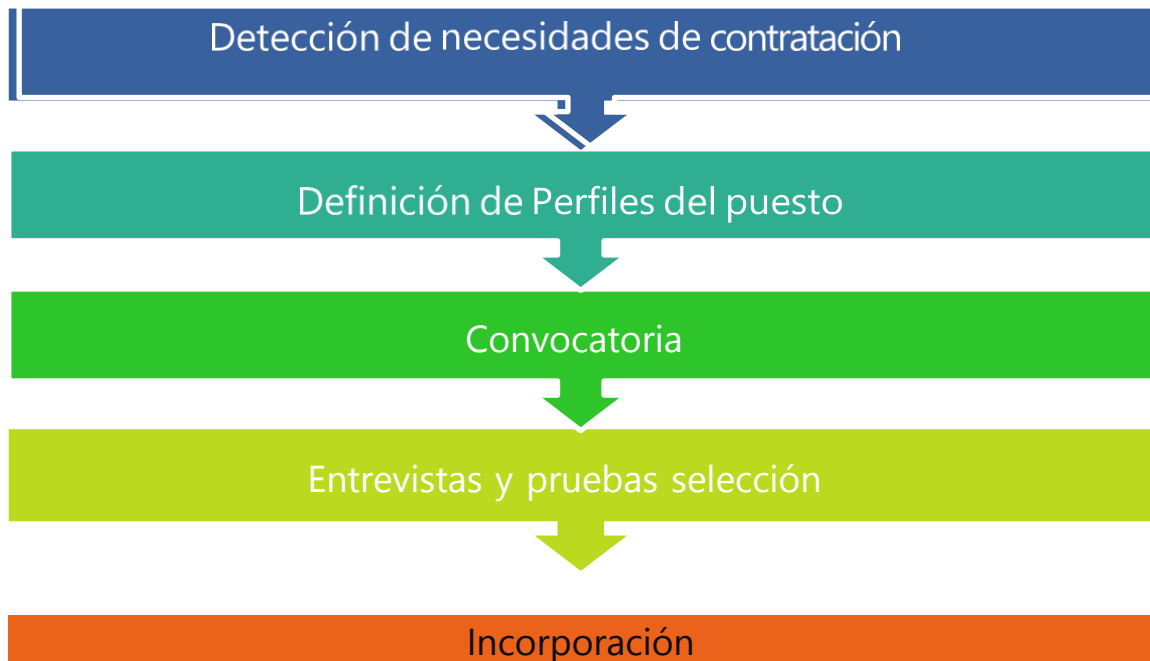 Detección de necesidades de contratación
Definición de Perfiles del puesto
Convocatoria
Entrevistas y pruebas selección
Incorporación